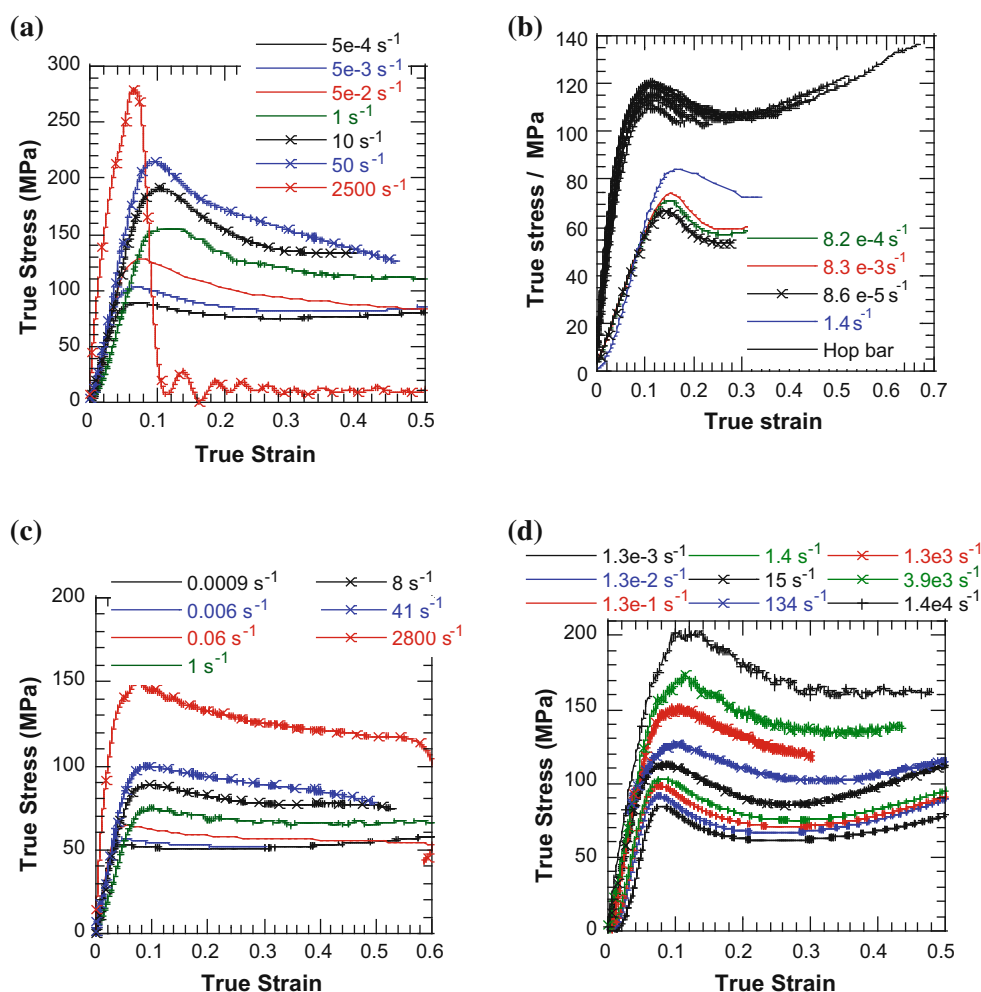 (a)
5e-4 s-1
5e-3 s-1
5e-2 s-1
1 s-1
10 s-1
50 s-1
2500 s-1
300
250
200
150
100
50
0
True Stress (MPa)
0 0.1 0.2 0.3 0.4 0.5
True Strain
(b)
140
120
100
80
60
40
20
0
True stress / MPa
8.2 e-4 s-1
8.3 e-3 s-1
8.6 e-5 s-1
1.4 s-1
Hop bar
0 0.1 0.2 0.3 0.4 0.5 0.6 0.7
True strain
(c)
0.0009 s-1 8 s-1
0.006 s-1 41 s-1
0.06 s-1 2800 s-1
1 s-1
200
150
100
50
0
True Stress (MPa)
0 0.1 0.2 0.3 0.4 0.5 0.6
True Strain
(d)
1.3e-3 s-1 1.4 s-1 1.3e3 s-1
1.3e-2 s-1 15 s-1 3.9e3 s-1
1.3e-1 s-1 134 s-1 1.4e4 s-1
200
150
100
50
0
True Stress (MPa)
0 0.1 0.2 0.3 0.4 0.5
True Strain